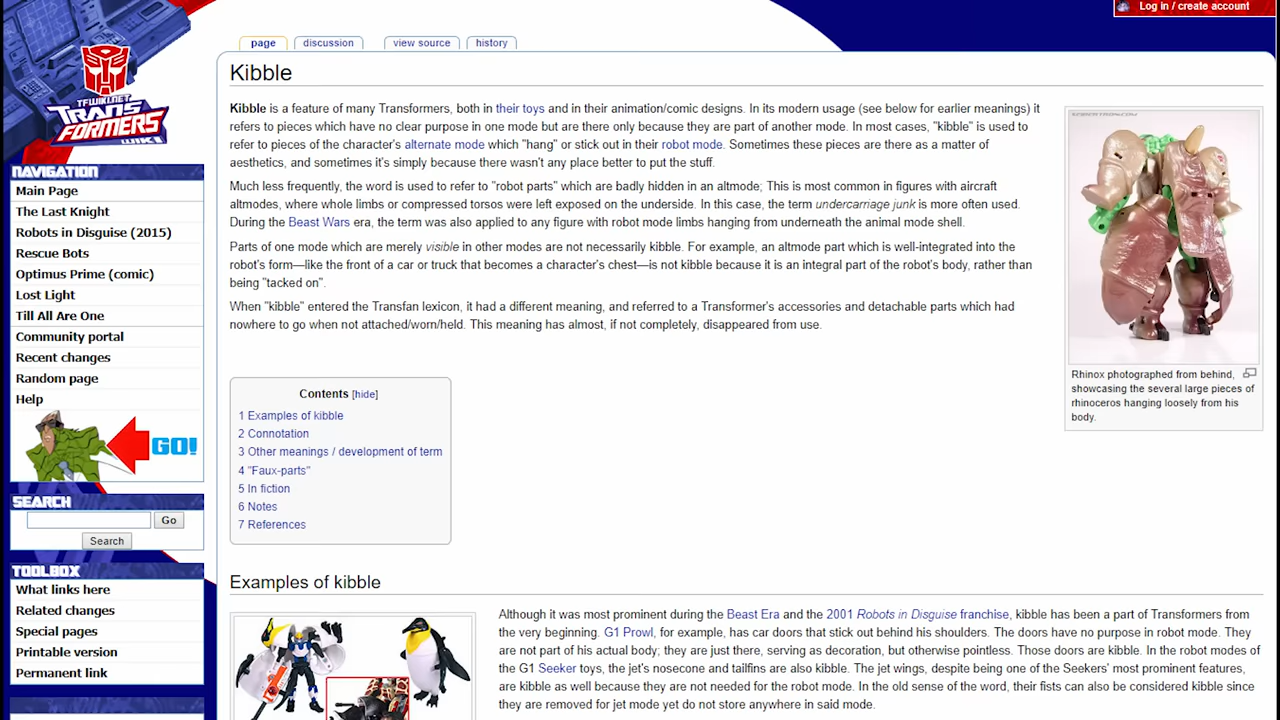 Log in / create account
page
discussion
view source
history
TFWIKI.NET
TRANS
FORMERS
WIKI
NAVIGATION
Main Page
The Last Knight
Robots in Disguise (2015)
Rescue Bots
Optimus Prime (comic)
Lost Light
Till All Are One
Community portal
Recent changes
Random page
Help
GO!
SEARCH
Go
Search
TOOLBOX
What links here
Related changes
Special pages
Printable version
Permanent link
Kibble
Kibble is a feature of many Transformers, both in their toys and in their animation/comic designs. In its modern usage (see below for earlier meanings) it
refers to pieces which have no clear purpose in one mode but are there only because they are part of another mode. In most cases, "kibble" is used to
refer to pieces of the character's alternate mode which "hang" or stick out in their robot mode. Sometimes these pieces are there as a matter of
aesthetics, and sometimes it's simply because there wasn't any place better to put the stuff.
Much less frequently, the word is used to refer to "robot parts" which are badly hidden in an altmode; This is most common in figures with aircraft
altmodes, where whole limbs or compressed torsos were left exposed on the underside. In this case, the term undercarriage junk is more often used.
During the Beast Wars era, the term was also applied to any figure with robot mode limbs hanging from underneath the animal mode shell.
Parts of one mode which are merely visible in other modes are not necessarily kibble. For example, an altmode part which is well-integrated into the
robot's form—like the front of a car or truck that becomes a character's chest—is not kibble because it is an integral part of the robot's body, rather than
being "tacked on".
When "kibble" entered the Transfan lexicon, it had a different meaning, and referred to a Transformer's accessories and detachable parts which had
nowhere to go when not attached/worn/held. This meaning has almost, if not completely, disappeared from use.
Rhinox photographed from behind,
showcasing the several large pieces of
rhinoceros hanging loosely from his
body.
Contents [hide]
1 Examples of kibble
2 Connotation
3 Other meanings / development of term
4 "Faux-parts"
5 In fiction
6 Notes
7 References
Examples of kibble
Although it was most prominent during the Beast Era and the 2001 Robots in Disguise franchise, kibble has been a part of Transformers from
the very beginning. G1 Prowl, for example, has car doors that stick out behind his shoulders. The doors have no purpose in robot mode. They
are not part of his actual body; they are just there, serving as decoration, but otherwise pointless. Those doors are kibble. In the robot modes of
the G1 Seeker toys, the jet's nosecone and tailfins are also kibble. The jet wings, despite being one of the Seekers' most prominent features,
are kibble as well because they are not needed for the robot mode. In the old sense of the word, their fists can also be considered kibble since
they are removed for jet mode yet do not store anywhere in said mode.